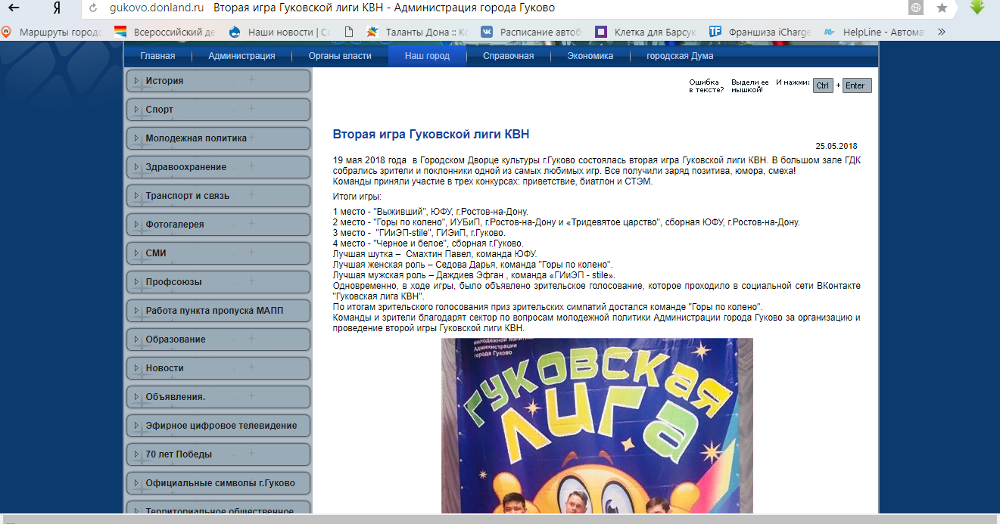 Я gukovo.donland.ru Вторая игра Гуковской лиги КВН - Администрация города Гуково
Маршруты городс Всероссийский де Наши новости | Со Таланты Дона :: Ко Расписание автобу Клетка для Барсук Франшиза iCharge HelpLine - Автомат »
Главная Администрация Органы власти Наш город Справочная Экономика городская Дума
История
Спорт
Молодежная политика
Здравоохранение
Транспорт и связь
Фотогалерея
СМИ
Профсоюзы
Работа пункта пропуска МАПП
Образование
Новости
Объявления.
Эфирное цифровое телевидение
70 лет Победы
Официальные символы г.Гуково
Территориальное общественное
Ошибка Выдели ее И нажми: Ctrl + Enter
в тексте? мышкой!
Вторая игра Гуковской лиги КВН
25.05.2018
19 мая 2018 года в Городском Дворце культуры г.Гуково состоялась вторая игра Гуковской лиги КВН. В большом зале ГДК
собрались зрители и поклонники одной из самых любимых игр. Все получили заряд позитива, юмора, смеха!
Команды приняли участие в трех конкурсах: приветствие, биатлон и СТЭМ.
Итоги игры:
1 место - "Выживший", ЮФУ, г.Ростов-на-Дону.
2 место - "Горы по колено", ИУБиП, г.Ростов-на-Дону и «Тридевятое царство", сборная ЮФУ, г.Ростов-на-Дону.
3 место - "ГИиЭП-stile", ГИЭиП, г.Гуково.
4 место - "Черное и белое", сборная г.Гуково.
Лучшая шутка – Смахтин Павел, команда ЮФУ.
Лучшая женская роль – Седова Дарья, команда "Горы по колено".
Лучшая мужская роль – Даждиев Эфган , команда «ГИиЭП - stile».
Одновременно, в ходе игры, было объявлено зрительское голосование, которое проходило в социальной сети ВКонтакте
"Гуковская лига КВН".
По итогам зрительского голосования приз зрительских симпатий достался команде "Горы по колено".
Команды и зрители благодарят сектор по вопросам молодежной политики Администрации города Гуково за организацию и
проведение второй игры Гуковской лиги КВН.
молодежной политики
Администрации
города Гуково
ГУКОВСКАЯ
ЛИГА